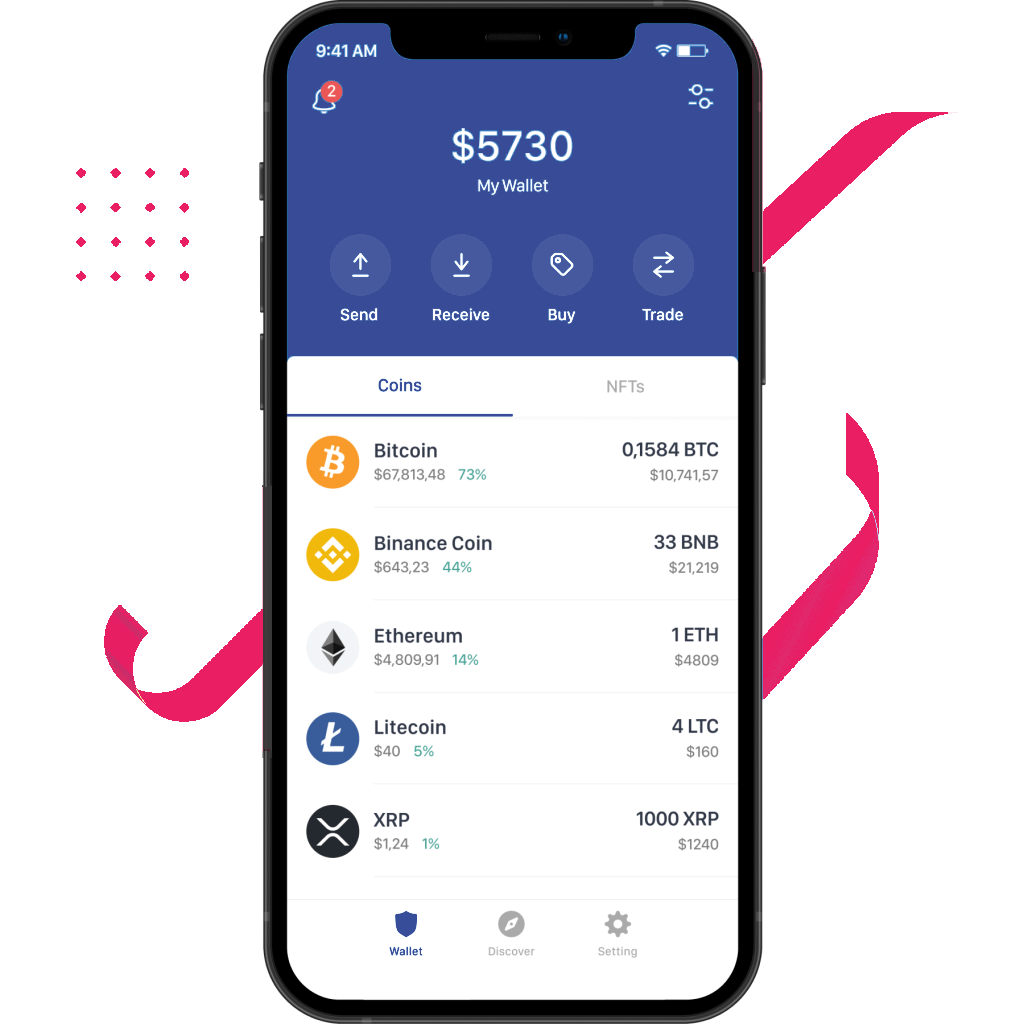 9:41 AM
2
$5730
My Wallet
Send Receive Buy Trade
Coins NFTs
Bitcoin 0,1584 BTC
$67,813,48 73% $10,741,57
Binance Coin 33 BNB
$643,23 44% $21,219
Ethereum 1 ETH
$4,809,91 14% $4809
Litecoin 4 LTC
$40 5% $160
XRP 1000 XRP
$1,24 1% $1240
Wallet Discover Setting